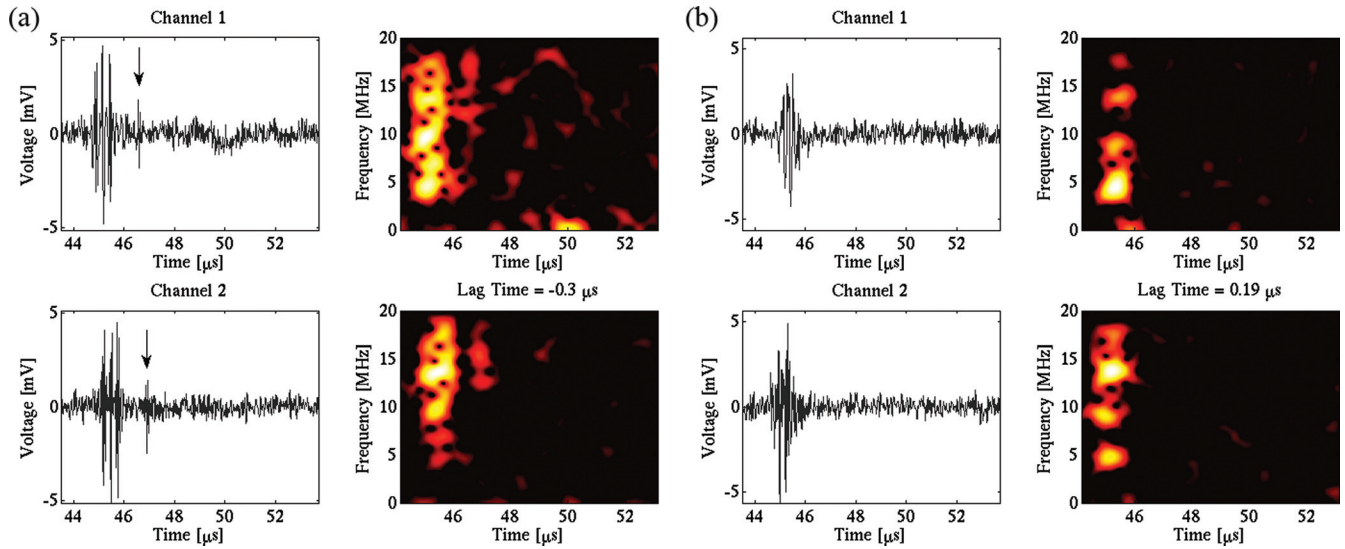 (a)
Channel 1
Voltage [mV]
5
0
-5
44 46 48 50 52
Time [μs]
Frequency [MHz]
20
15
10
5
0
46 48 50 52
Time [μs]
(b)
Channel 1
Voltage [mV]
5
0
-5
44 46 48 50 52
Time [μs]
Frequency [MHz]
20
15
10
5
0
46 48 50 52
Time [μs]
Channel 2
Voltage [mV]
5
0
-5
44 46 48 50 52
Time [μs]
Lag Time = -0.3 μs
Frequency [MHz]
20
15
10
5
0
46 48 50 52
Time [μs]
Channel 2
Voltage [mV]
5
0
-5
44 46 48 50 52
Time [μs]
Lag Time = 0.19 μs
Frequency [MHz]
20
15
10
5
0
46 48 50 52
Time [μs]